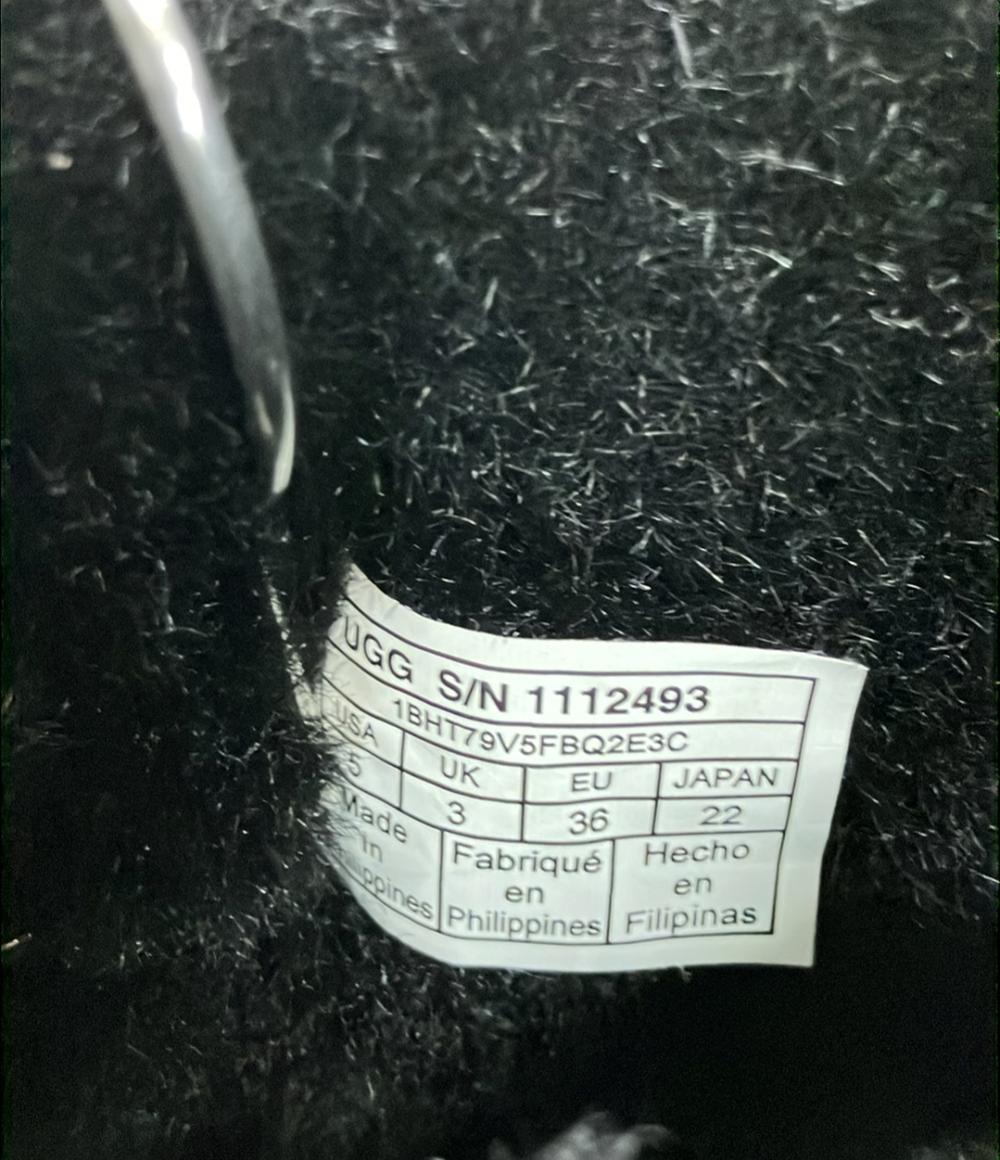 UGG S/N 1112493
1BHT79V5FBQ2E3C
USA UK EU JAPAN
5 3 36 22
Made in Fabriqué en Philippines Hecho en Filipinas